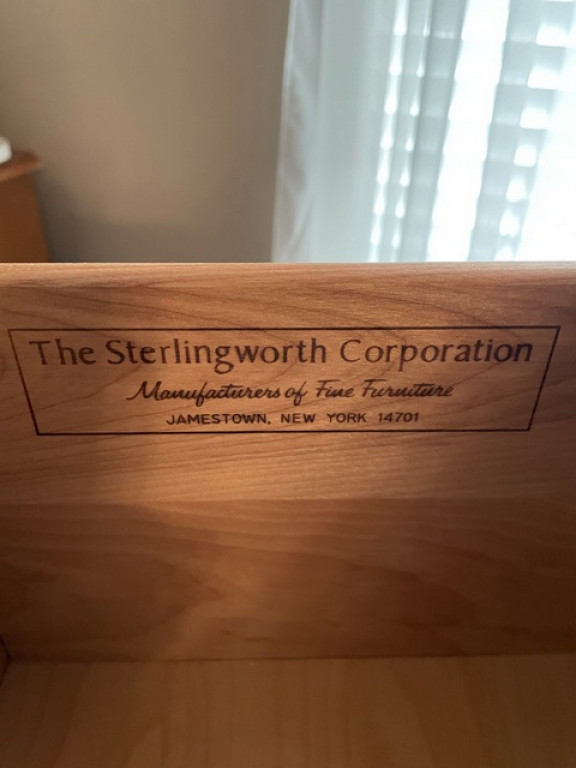 The Sterlingworth Corporation
Manufacturers of Fine Furniture
JAMESTOWN, NEW YORK 14701